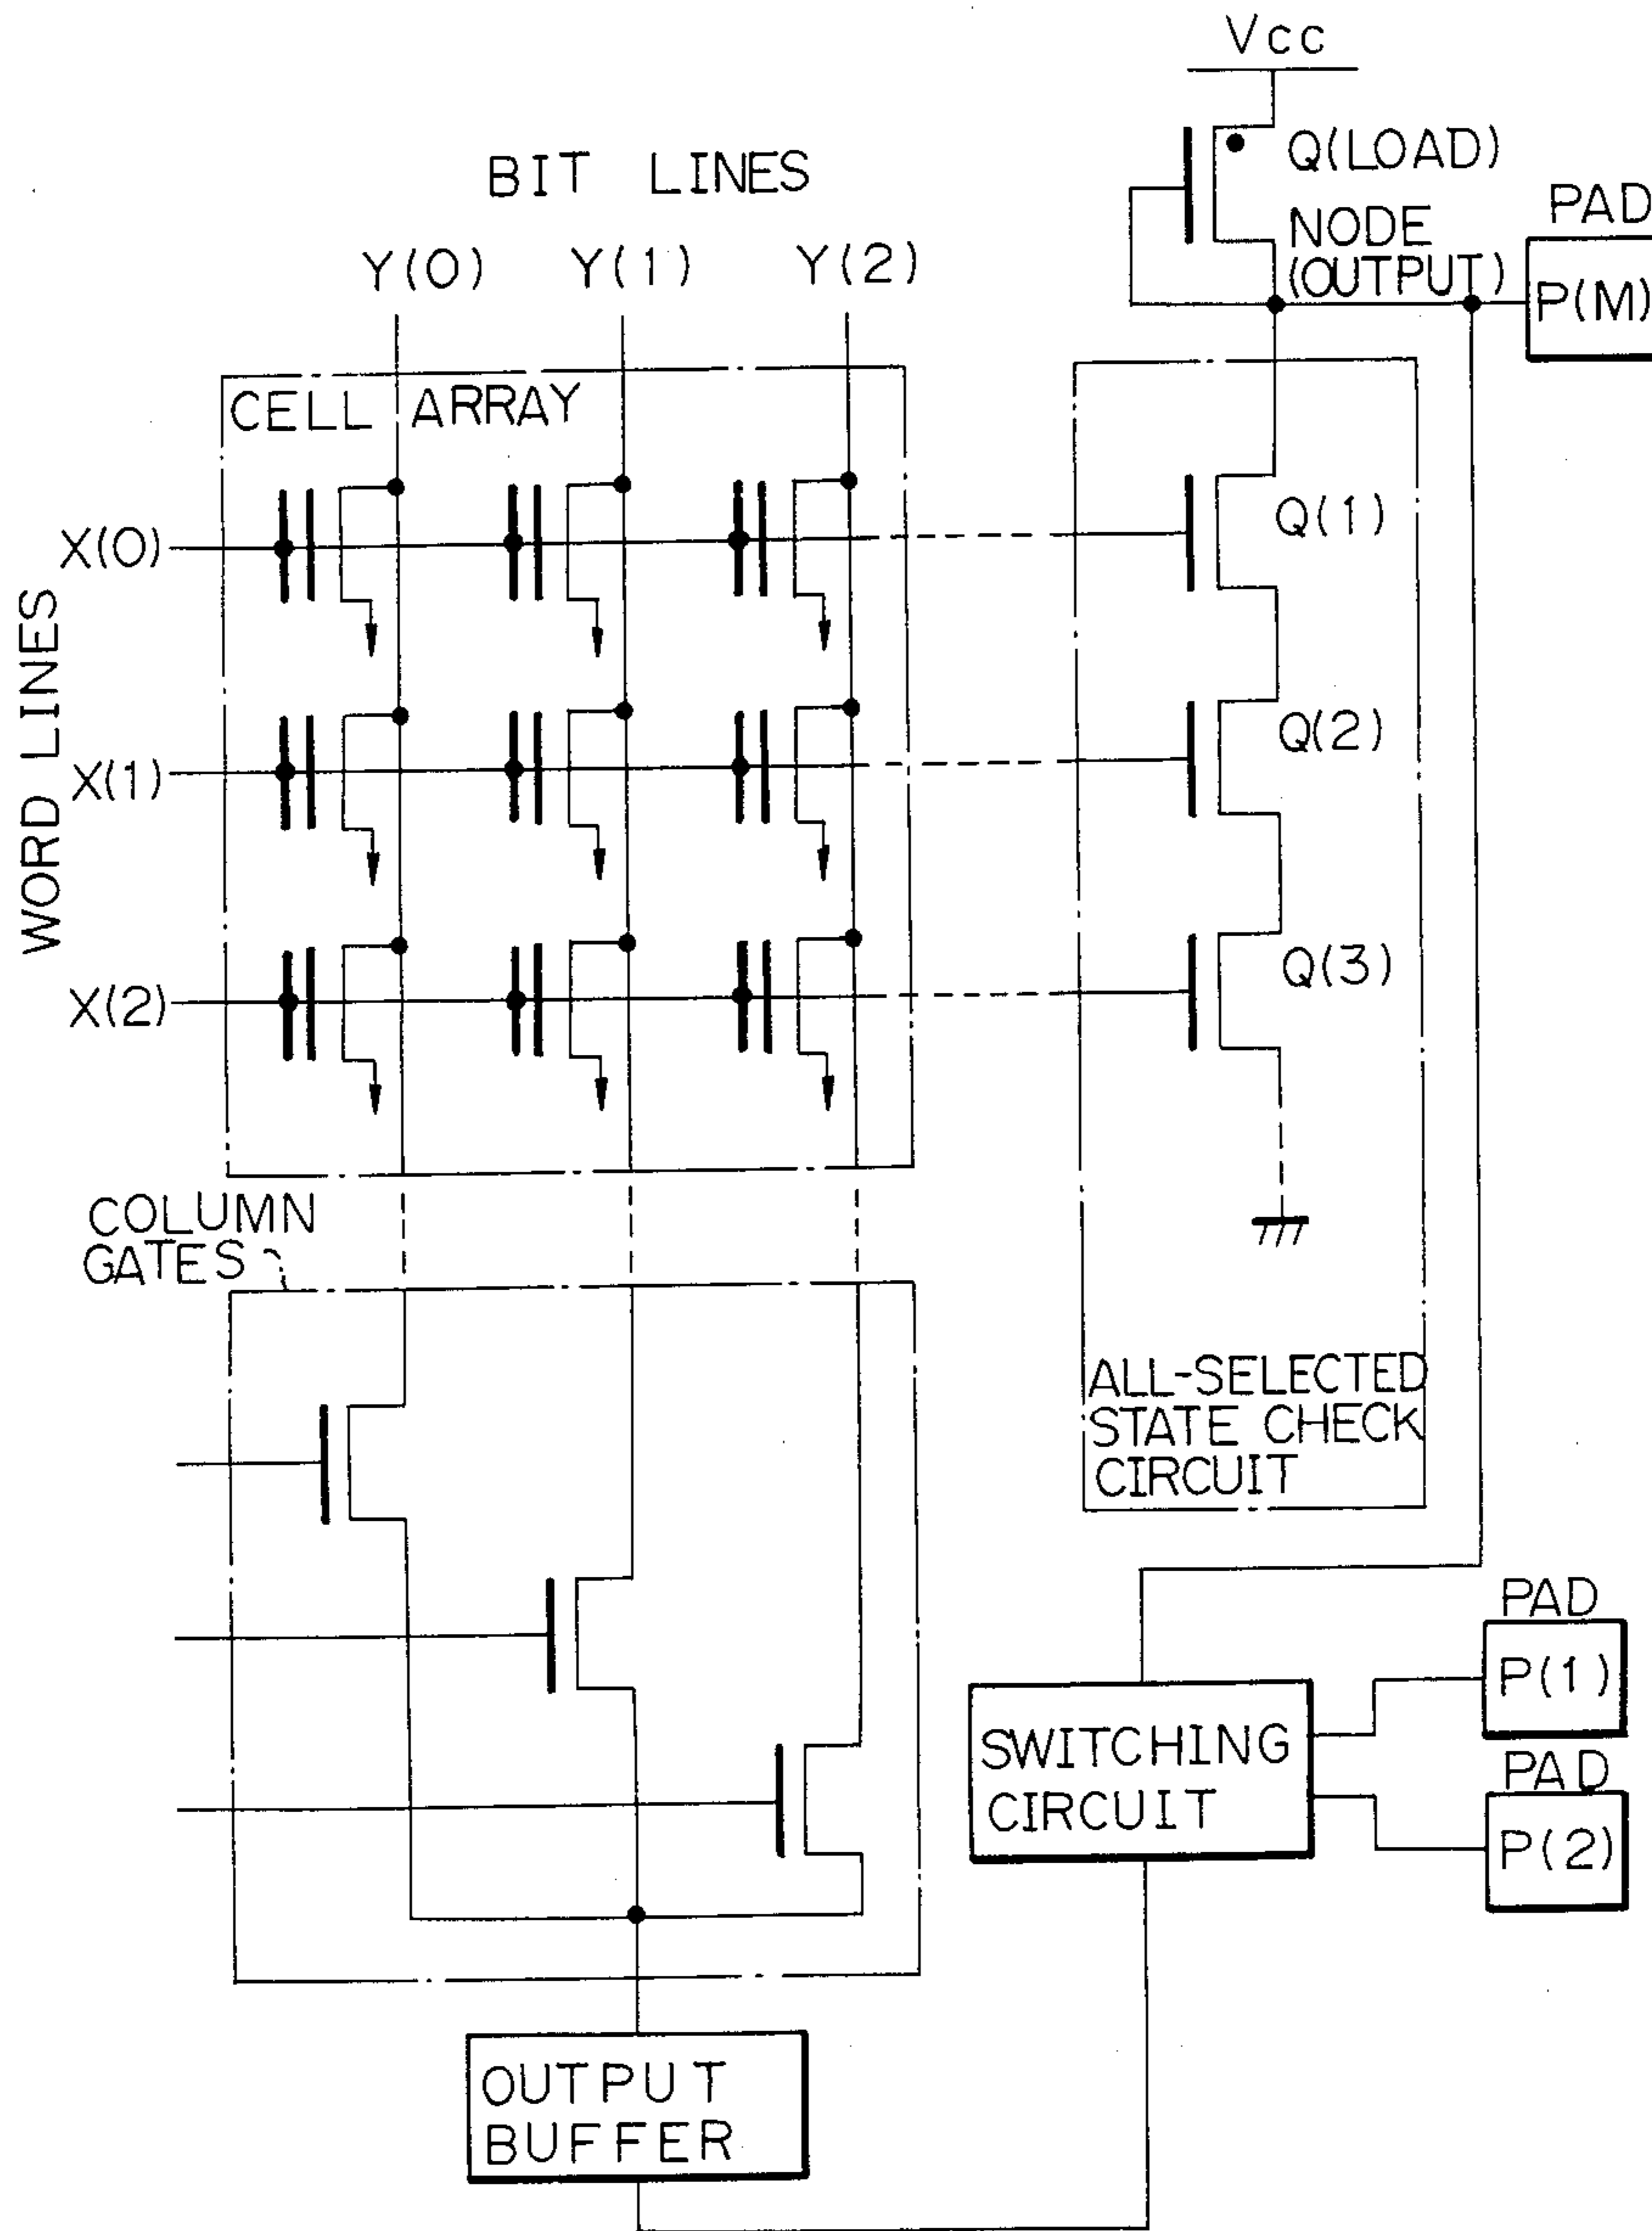 Vcc
Q(LOAD)
BIT LINES
NODE
(OUTPUT)
PAD
P(M)
Y(0) Y(1) Y(2)
CELL ARRAY
WORD LINES
X(0)
X(1)
X(2)
Q(1)
Q(2)
Q(3)
COLUMN
GATES
ALL-SELECTED
STATE CHECK
CIRCUIT
PAD
P(1)
SWITCHING
CIRCUIT
PAD
P(2)
OUTPUT
BUFFER